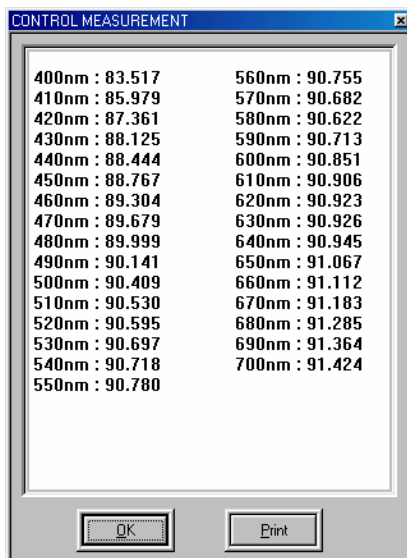 CONTROL MEASUREMENT
400nm : 83.517
410nm : 85.979
420nm : 87.361
430nm : 88.125
440nm : 88.444
450nm : 88.767
460nm : 89.304
470nm : 89.679
480nm : 89.999
490nm : 90.141
500nm : 90.409
510nm : 90.530
520nm : 90.595
530nm : 90.697
540nm : 90.718
550nm : 90.780
560nm : 90.755
570nm : 90.682
580nm : 90.622
590nm : 90.713
600nm : 90.851
610nm : 90.906
620nm : 90.923
630nm : 90.926
640nm : 90.945
650nm : 91.067
660nm : 91.112
670nm : 91.183
680nm : 91.285
690nm : 91.364
700nm : 91.424
OK
Print